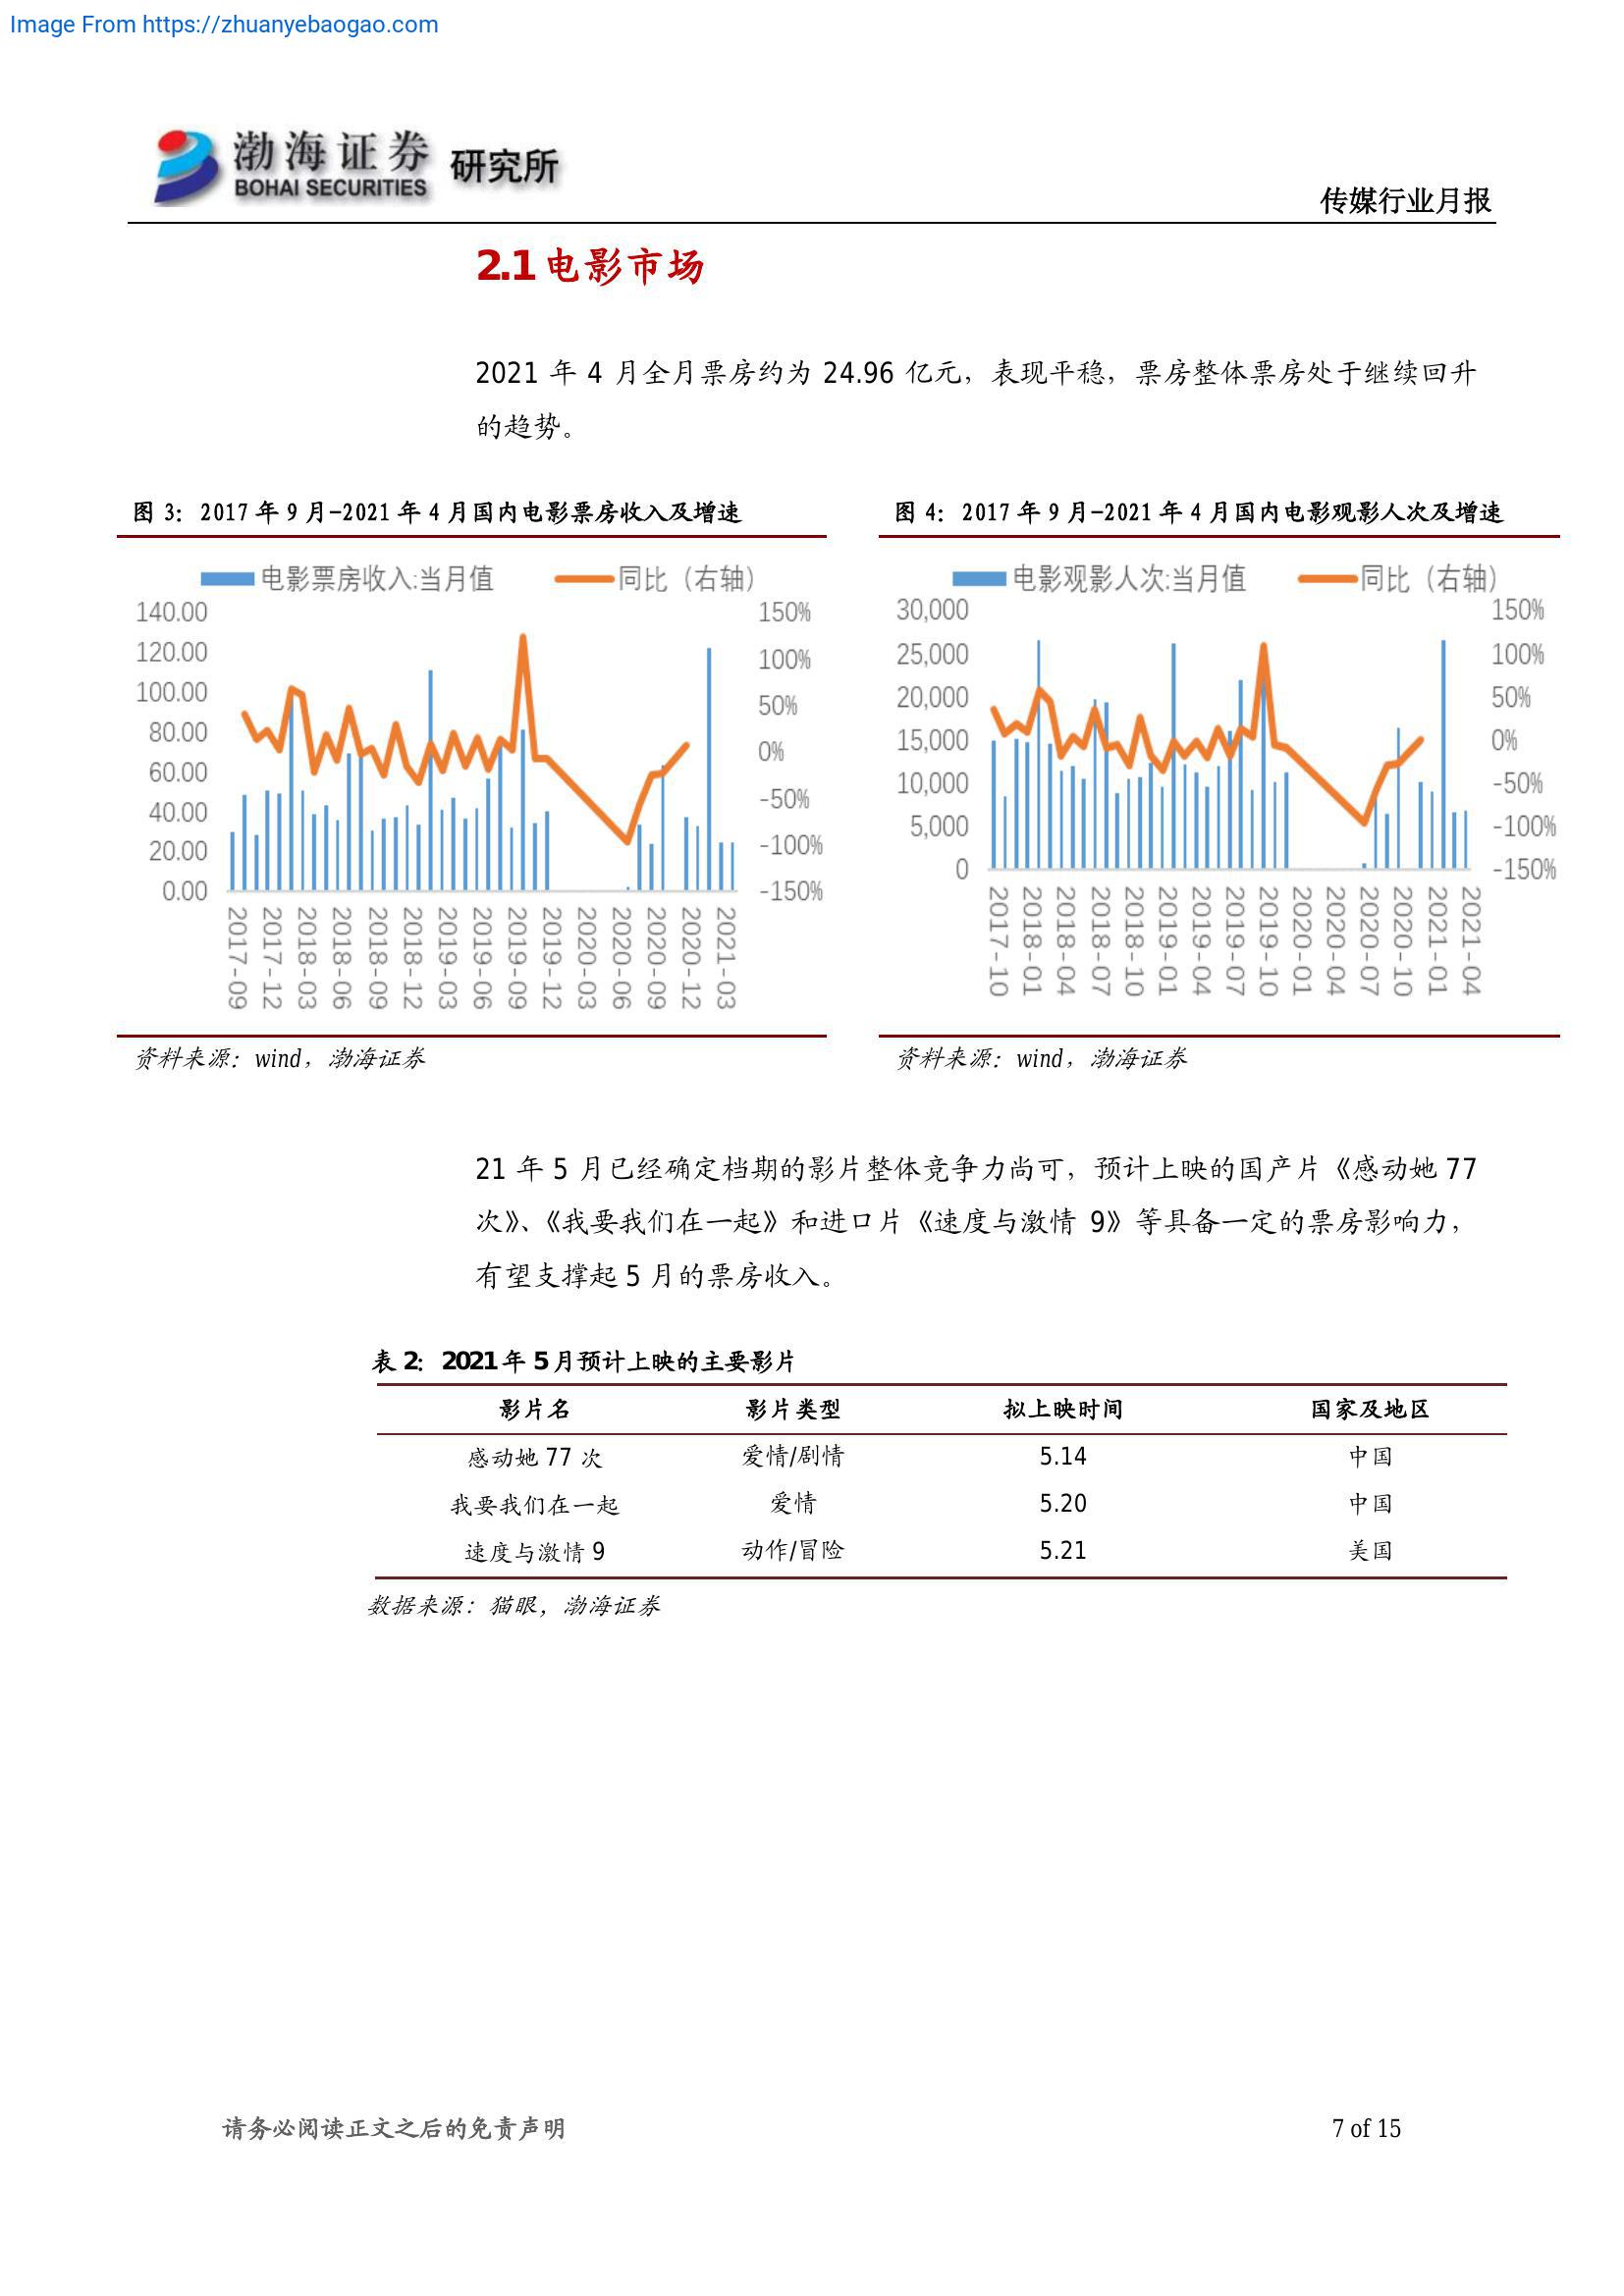 Image From https://zhuanyebaogao.com
渤海证券 研究所
BOHAI SECURITIES
传媒行业月报
2.1 电影市场
2021 年 4 月全月票房约为 24.96 亿元，表现平稳，票房整体票房处于继续回升
的趋势。
图 3：2017 年 9 月-2021 年 4 月国内电影票房收入及增速
电影票房收入:当月值 同比（右轴）
140.00
120.00
100.00
80.00
60.00
40.00
20.00
0.00
150%
100%
50%
0%
-50%
-100%
-150%
2017-09
2017-12
2018-03
2018-06
2018-09
2018-12
2019-03
2019-06
2019-09
2019-12
2020-03
2020-06
2020-09
2020-12
2021-03
资料来源：wind，渤海证券
图 4：2017 年 9 月-2021 年 4 月国内电影观影人次及增速
电影观影人次:当月值 同比（右轴）
30,000
25,000
20,000
15,000
10,000
5,000
0
150%
100%
50%
0%
-50%
-100%
-150%
2017-10
2018-01
2018-04
2018-07
2018-10
2019-01
2019-04
2019-07
2019-10
2020-01
2020-04
2020-07
2020-10
2021-01
2021-04
资料来源：wind，渤海证券
21 年 5 月已经确定档期的影片整体竞争力尚可，预计上映的国产片《感动她 77
次》、《我要我们在一起》和进口片《速度与激情 9》等具备一定的票房影响力，
有望支撑起 5 月的票房收入。
表 2：2021 年 5 月预计上映的主要影片
影片名 影片类型 拟上映时间 国家及地区
感动她 77 次 爱情/剧情 5.14 中国
我要我们在一起 爱情 5.20 中国
速度与激情 9 动作/冒险 5.21 美国
数据来源：猫眼，渤海证券
请务必阅读正文之后的免责声明 7 of 15